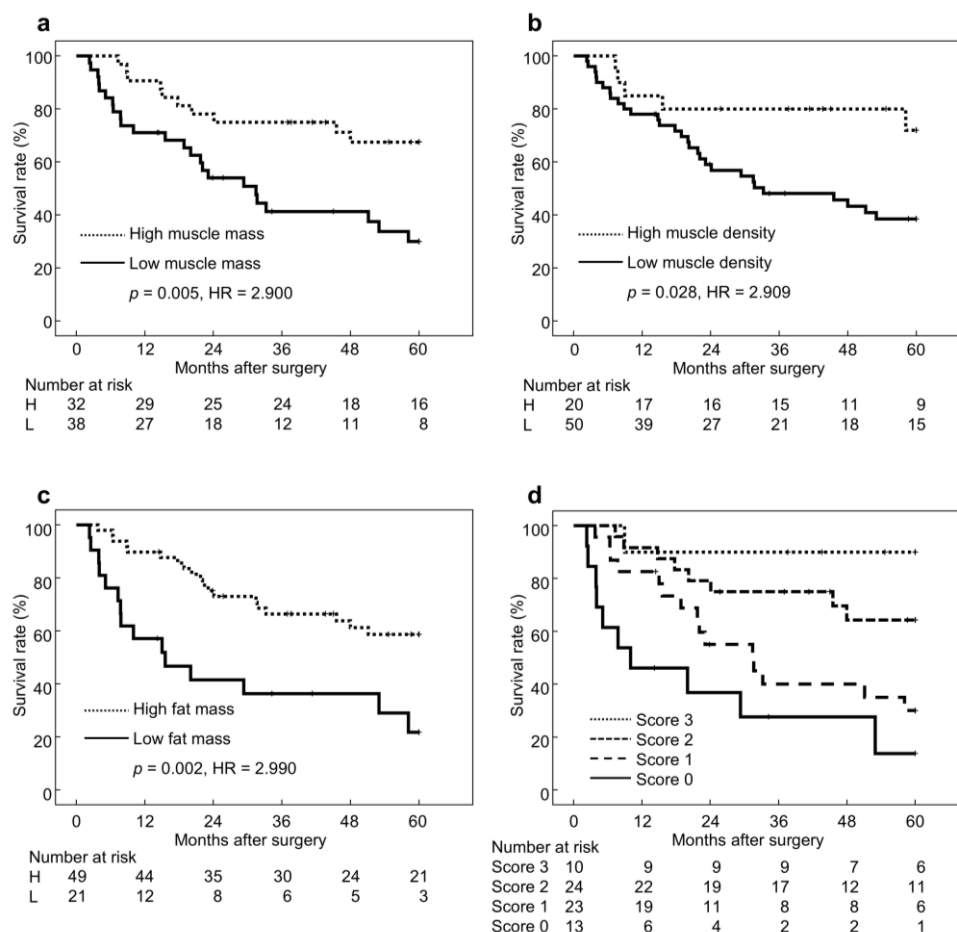 a
100
80
60
40
20
0
Survival rate (%)
High muscle mass
Low muscle mass
p = 0.005, HR = 2.900
0 12 24 36 48 60
Months after surgery
Number at risk
H 32 29 25 24 18 16
L 38 27 18 12 11 8
b
100
80
60
40
20
0
Survival rate (%)
High muscle density
Low muscle density
p = 0.028, HR = 2.909
0 12 24 36 48 60
Months after surgery
Number at risk
H 20 17 16 15 11 9
L 50 39 27 21 18 15
c
100
80
60
40
20
0
Survival rate (%)
High fat mass
Low fat mass
p = 0.002, HR = 2.990
0 12 24 36 48 60
Months after surgery
Number at risk
H 49 44 35 30 24 21
L 21 12 8 6 5 3
d
100
80
60
40
20
0
Survival rate (%)
Score 3
Score 2
Score 1
Score 0
0 12 24 36 48 60
Months after surgery
Number at risk
Score 3 10 9 9 9 7 6
Score 2 24 22 19 17 12 11
Score 1 23 19 11 8 8 6
Score 0 13 6 4 2 2 1